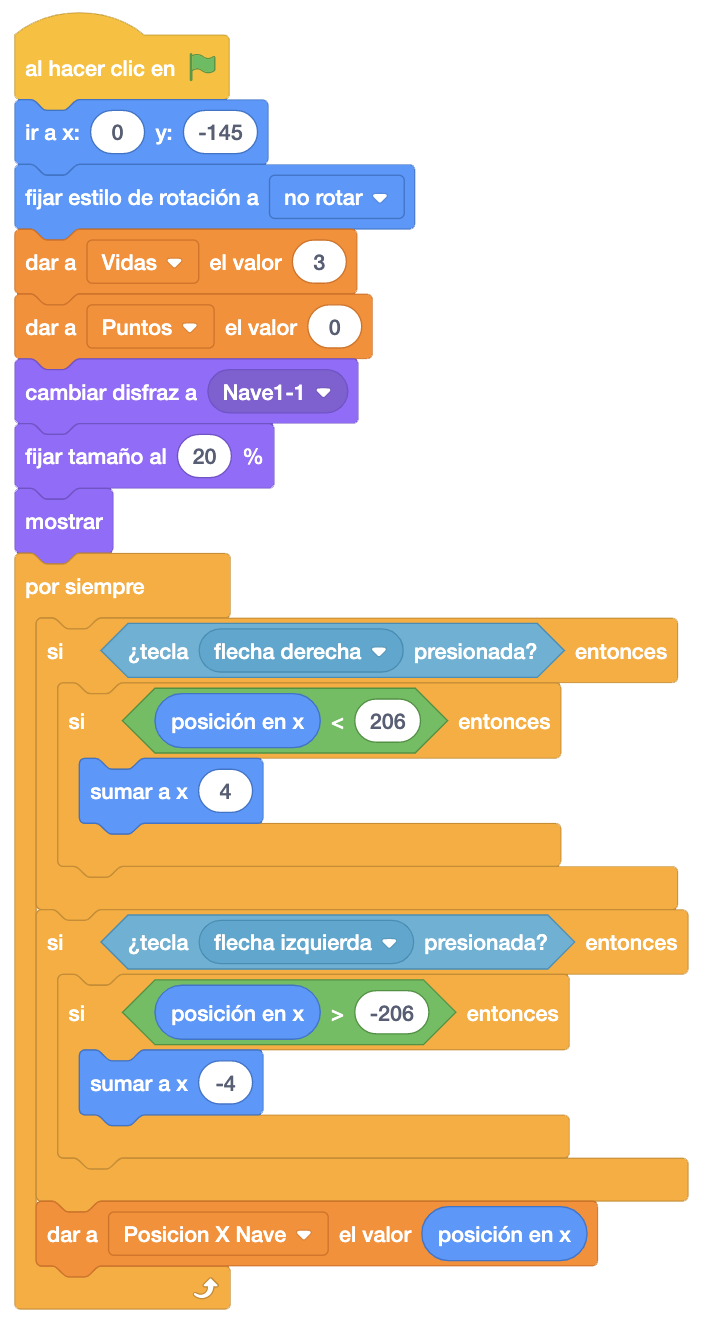 al hacer clic en
ir a x: 0 y: -145
fijar estilo de rotación a no rotar
dar a Vidas el valor 3
dar a Puntos el valor 0
cambiar disfraz a Nave1-1
fijar tamaño al 20 %
mostrar
por siempre
si ¿tecla flecha derecha presionada? entonces
si posición en x < 206 entonces
sumar a x 4
si ¿tecla flecha izquierda presionada? entonces
si posición en x > -206 entonces
sumar a x -4
dar a Posicion X Nave el valor posición en x